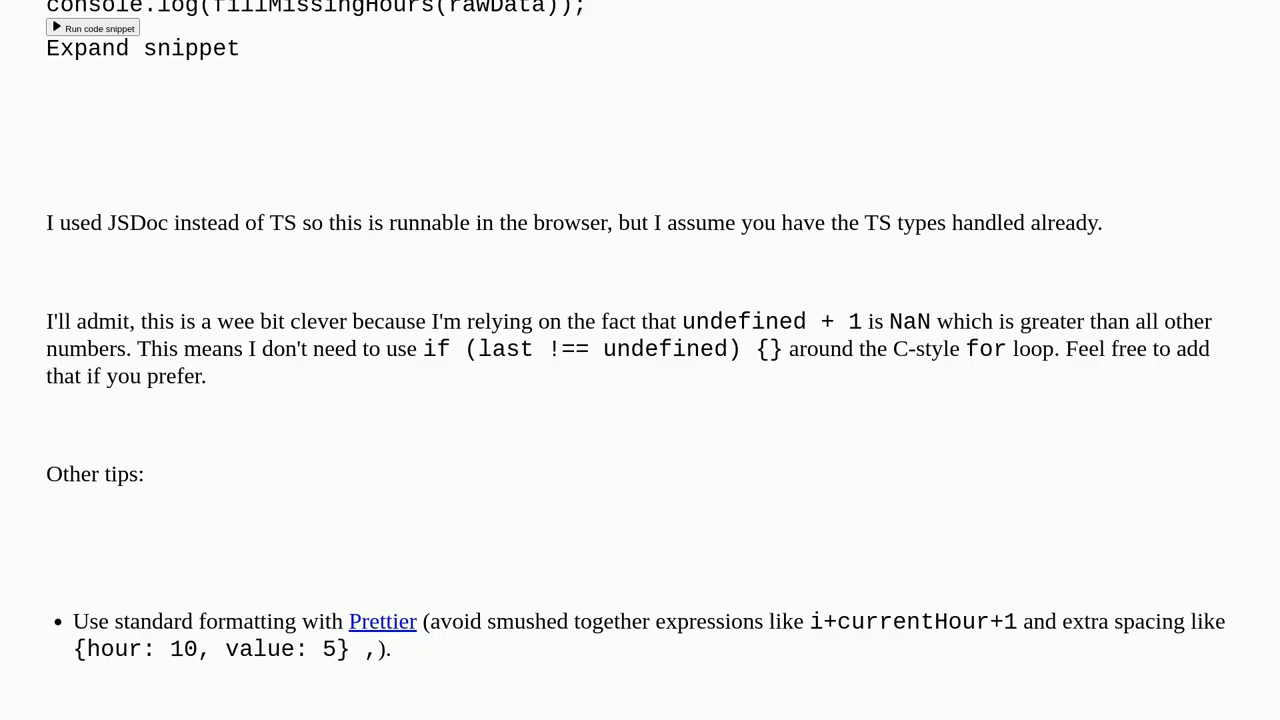 console.log(fillMissingHours(rawData));
Run code snippet
Expand snippet
I used JSDoc instead of TS so this is runnable in the browser, but I assume you have the TS types handled already.
I'll admit, this is a wee bit clever because I'm relying on the fact that undefined + 1 is NaN which is greater than all other
numbers. This means I don't need to use if (last !== undefined) {} around the C-style for loop. Feel free to add
that if you prefer.
Other tips:
• Use standard formatting with Prettier (avoid smushed together expressions like i+currentHour+1 and extra spacing like
{hour: 10, value: 5} ,).